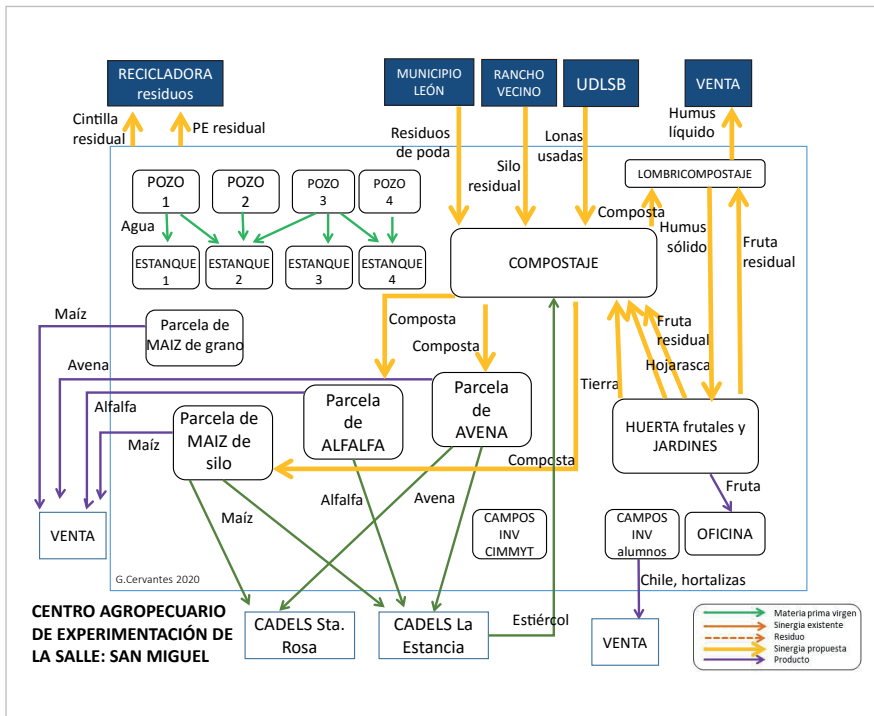 RECICLADORA
residuos
MUNICIPIO
LEÓN
RANCHO
VECINO
UDLSB
VENTA
Cintilla
residual
PE residual
Residuos
de poda
Silo
residual
Lonas
usadas
Humus
líquido
POZO
1
POZO
2
POZO
3
POZO
4
LOMBRICOMPOSTAJE
Agua
Composta
Humus
sólido
Fruta
residual
ESTANQUE
1
ESTANQUE
2
ESTANQUE
3
ESTANQUE
4
COMPOSTAJE
Maíz
Parcela de
MAIZ de grano
Composta
Composta
Fruta
residual
Hojarasca
Tierra
Avena
Alfalfa
Maíz
Parcela de
MAIZ de
silo
Parcela
de
ALFALFA
Parcela
de
AVENA
HUERTA frutales y
JARDINES
Composta
Maíz
Alfalfa
Avena
Fruta
VENTA
CAMPOS
INV
CIMMYT
CAMPOS
INV
alumnos
OFICINA
G.Cervantes 2020
Chile, hortalizas
CENTRO AGROPECUARIO
DE EXPERIMENTACIÓN DE
LA SALLE: SAN MIGUEL
CADELS Sta.
Rosa
CADELS La
Estancia
Estiércol
VENTA
Materia prima virgen
Sinergia existente
Residuo
Sinergia propuesta
Producto